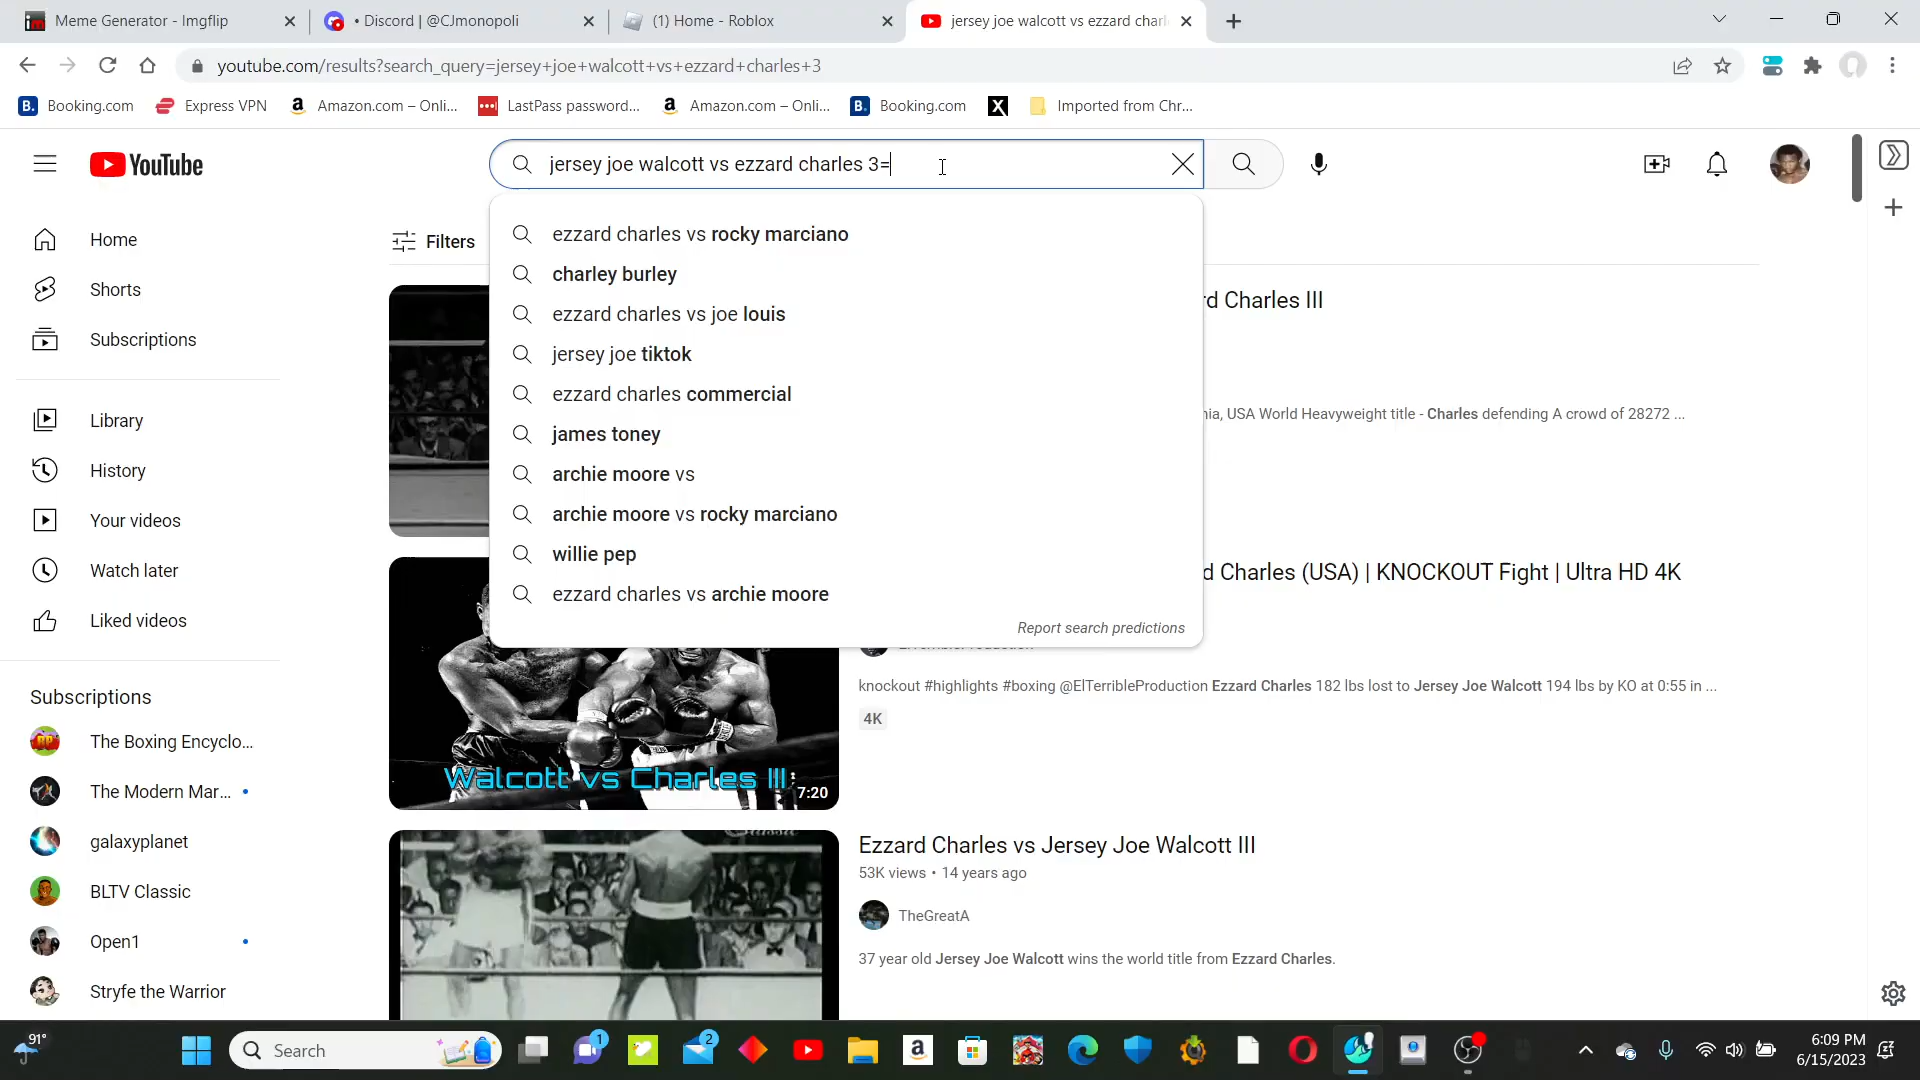 Meme Generator - Imgflip
• Discord | @CJmonopoli
(1) Home - Roblox
jersey joe walcott vs ezzard charl
youtube.com/results?search_query=jersey+joe+walcott+vs+ezzard+charles+3
B. Booking.com
Express VPN
Amazon.com – Onli...
LastPass password...
Amazon.com – Onli...
B. Booking.com
X
Imported from Chr...
YouTube
jersey joe walcott vs ezzard charles 3=
Home
Shorts
Subscriptions
Library
History
Your videos
Watch later
Liked videos
Subscriptions
The Boxing Encyclo...
The Modern Mar...
galaxyplanet
BLTV Classic
Open1
Stryfe the Warrior
Filters
ezzard charles vs rocky marciano
charley burley
ezzard charles vs joe louis
jersey joe tiktok
ezzard charles commercial
james toney
archie moore vs
archie moore vs rocky marciano
willie pep
ezzard charles vs archie moore
Report search predictions
rd Charles III
nia, USA World Heavyweight title - Charles defending A crowd of 28272 ...
d Charles (USA) | KNOCKOUT Fight | Ultra HD 4K
knockout #highlights #boxing @ElTerribleProduction Ezzard Charles 182 lbs lost to Jersey Joe Walcott 194 lbs by KO at 0:55 in ...
4K
Walcott vs Charles III
7:20
Ezzard Charles vs Jersey Joe Walcott III
53K views • 14 years ago
TheGreatA
37 year old Jersey Joe Walcott wins the world title from Ezzard Charles.
91°
Search
1
2
6:09 PM
6/15/2023